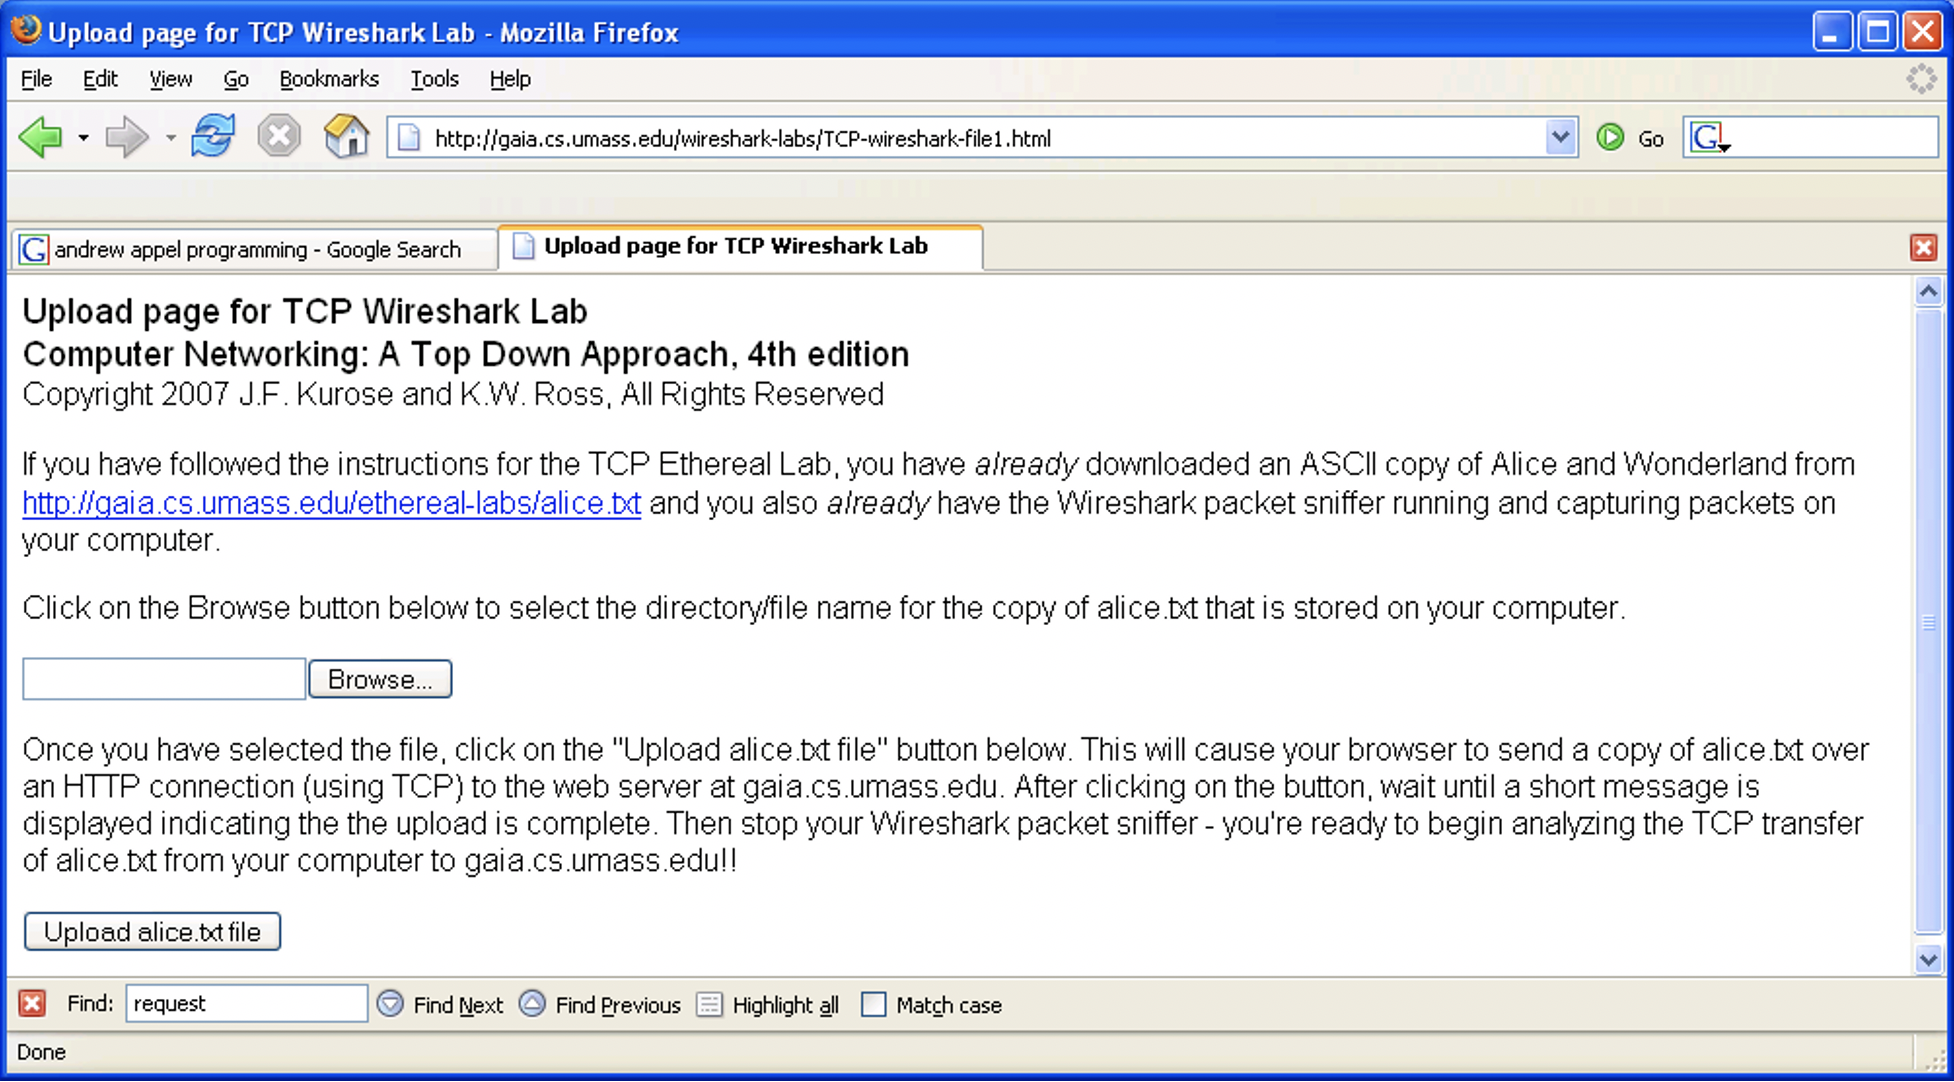 Upload page for TCP Wireshark Lab - Mozilla Firefox
File Edit View Go Bookmarks Tools Help
http://gaia.cs.umass.edu/wireshark-labs/TCP-wireshark-file1.html Go G
G andrew appel programming - Google Search Upload page for TCP Wireshark Lab
Upload page for TCP Wireshark Lab
Computer Networking: A Top Down Approach, 4th edition
Copyright 2007 J.F. Kurose and K.W. Ross, All Rights Reserved
If you have followed the instructions for the TCP Ethereal Lab, you have already downloaded an ASCII copy of Alice and Wonderland from
http://gaia.cs.umass.edu/ethereal-labs/alice.txt and you also already have the Wireshark packet sniffer running and capturing packets on
your computer.
Click on the Browse button below to select the directory/file name for the copy of alice.txt that is stored on your computer.
Browse...
Once you have selected the file, click on the "Upload alice.txt file" button below. This will cause your browser to send a copy of alice.txt over
an HTTP connection (using TCP) to the web server at gaia.cs.umass.edu. After clicking on the button, wait until a short message is
displayed indicating the the upload is complete. Then stop your Wireshark packet sniffer - you're ready to begin analyzing the TCP transfer
of alice.txt from your computer to gaia.cs.umass.edu!!
Upload alice.txt file
Find: request Find Next Find Previous Highlight all Match case
Done